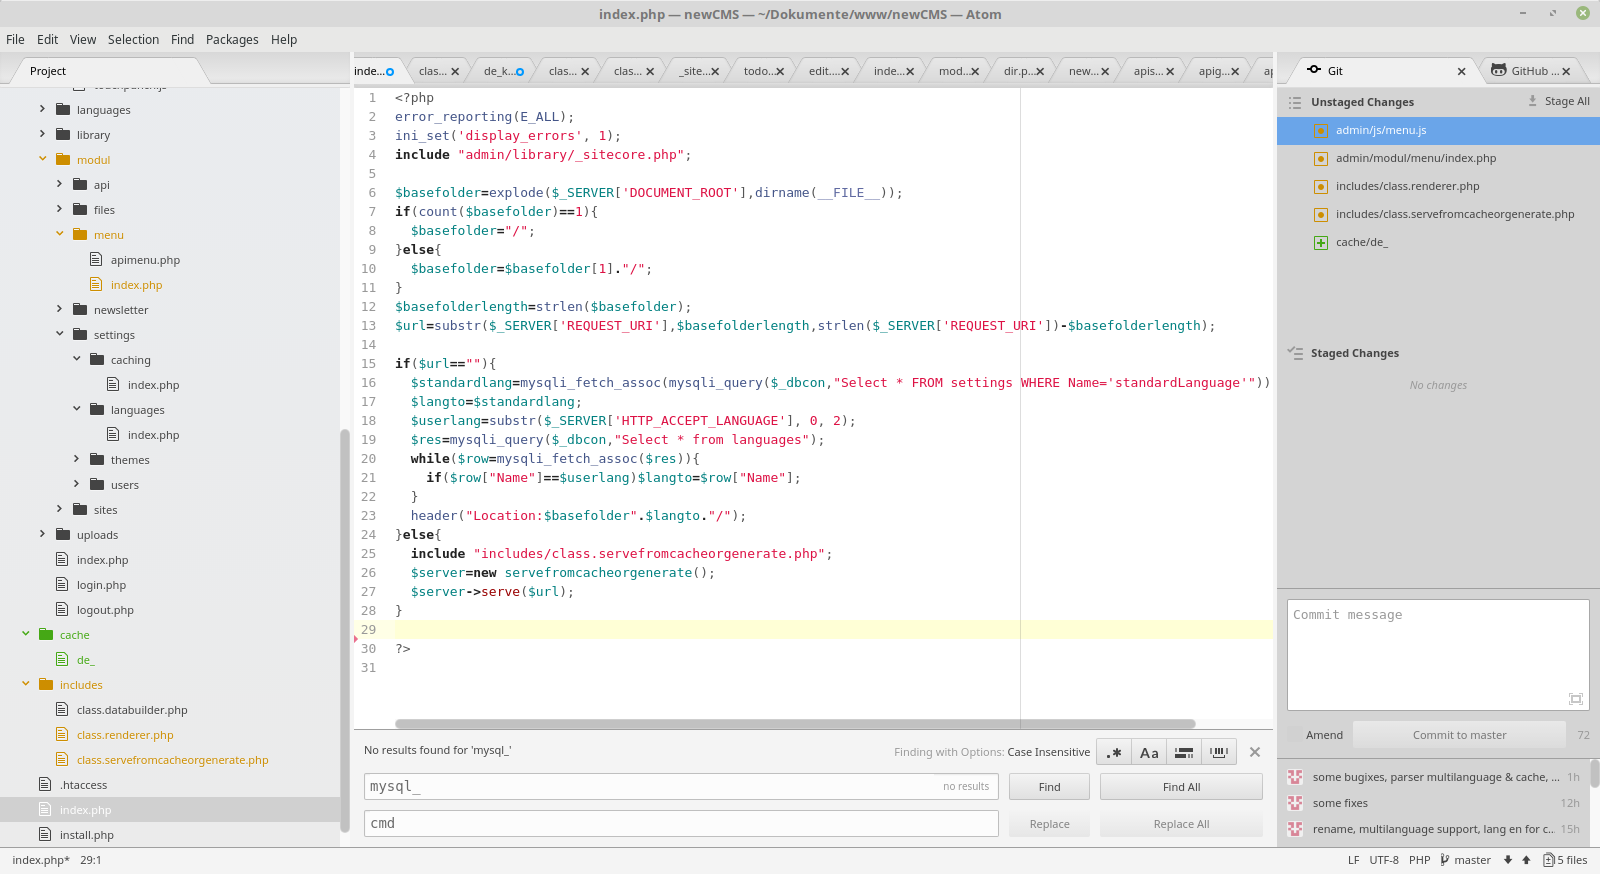 index.php — newCMS — ~/Dokumente/www/newCMS — Atom
File Edit View Selection Find Packages Help
Project
languages
library
modul
api
files
menu
apimenu.php
index.php
newsletter
settings
caching
index.php
languages
index.php
themes
users
sites
uploads
index.php
login.php
logout.php
cache
de_
includes
class.databuilder.php
class.renderer.php
class.servefromcacheorgenerate.php
.htaccess
index.php
install.php
inde... clas... de_k... clas... clas... _site... todo... edit.... inde... mod... dir.p... new... apis... apig... ap
1 <?php
2 error_reporting(E_ALL);
3 ini_set('display_errors', 1);
4 include "admin/library/_sitecore.php";
5
6 $basefolder=explode($_SERVER['DOCUMENT_ROOT'],dirname(__FILE__));
7 if(count($basefolder)==1){
8 $basefolder="/";
9 }else{
10 $basefolder=$basefolder[1]."/";
11 }
12 $basefolderlength=strlen($basefolder);
13 $url=substr($_SERVER['REQUEST_URI'],$basefolderlength,strlen($_SERVER['REQUEST_URI'])-$basefolderlength);
14
15 if($url==""){
16 $standardlang=mysqli_fetch_assoc(mysqli_query($_dbcon,"Select * FROM settings WHERE Name='standardLanguage'"))
17 $langto=$standardlang;
18 $userlang=substr($_SERVER['HTTP_ACCEPT_LANGUAGE'], 0, 2);
19 $res=mysqli_query($_dbcon,"Select * from languages");
20 while($row=mysqli_fetch_assoc($res)){
21 if($row["Name"]==$userlang)$langto=$row["Name"];
22 }
23 header("Location:$basefolder".$langto."/");
24 }else{
25 include "includes/class.servefromcacheorgenerate.php";
26 $server=new servefromcacheorgenerate();
27 $server->serve($url);
28 }
29
30 ?>
31
No results found for 'mysql_' Finding with Options: Case Insensitive .* Aa
mysql_ no results Find Find All
cmd Replace Replace All
Git GitHub ...
Unstaged Changes Stage All
admin/js/menu.js
admin/modul/menu/index.php
includes/class.renderer.php
includes/class.servefromcacheorgenerate.php
cache/de_
Staged Changes
No changes
Commit message
Amend Commit to master 72
some bugixes, parser multilanguage & cache, ... 1h
some fixes 12h
rename, multilanguage support, lang en for c... 15h
index.php* 29:1 LF UTF-8 PHP master 5 files